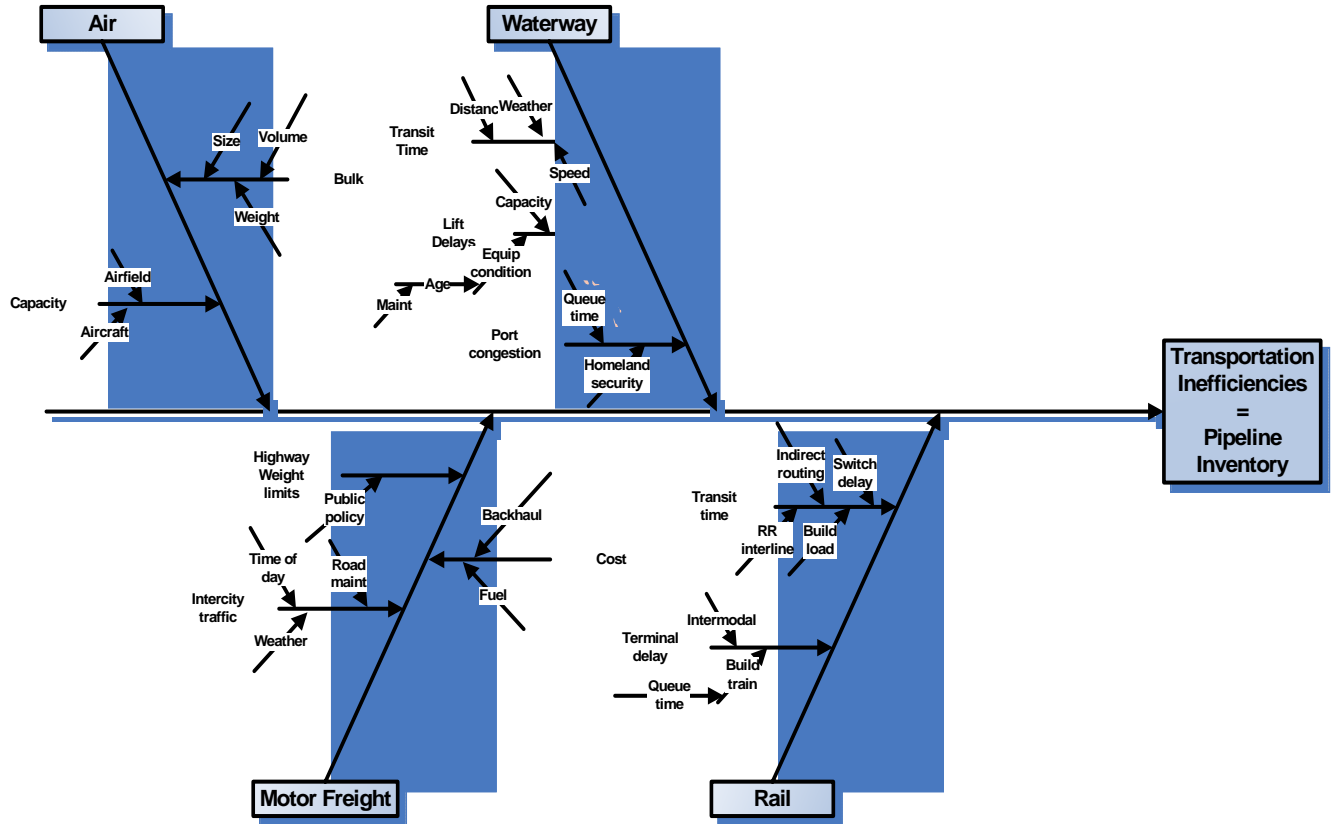 Air
Waterway
Distanc
Weather
Transit
Time
Size
Volume
Bulk
Speed
Weight
Capacity
Lift
Delays
Equip
condition
Airfield
Age
Capacity
Maint
Queue
time
Aircraft
Port
congestion
Homeland
security
Transportation
Inefficiencies
=
Pipeline
Inventory
Highway
Weight
limits
Public
policy
Backhaul
Indirect
routing
Switch
delay
Transit
time
RR
interline
Build
load
Time of
day
Road
maint
Cost
Intercity
traffic
Fuel
Weather
Intermodal
Terminal
delay
Build
train
Queue
time
Motor Freight
Rail